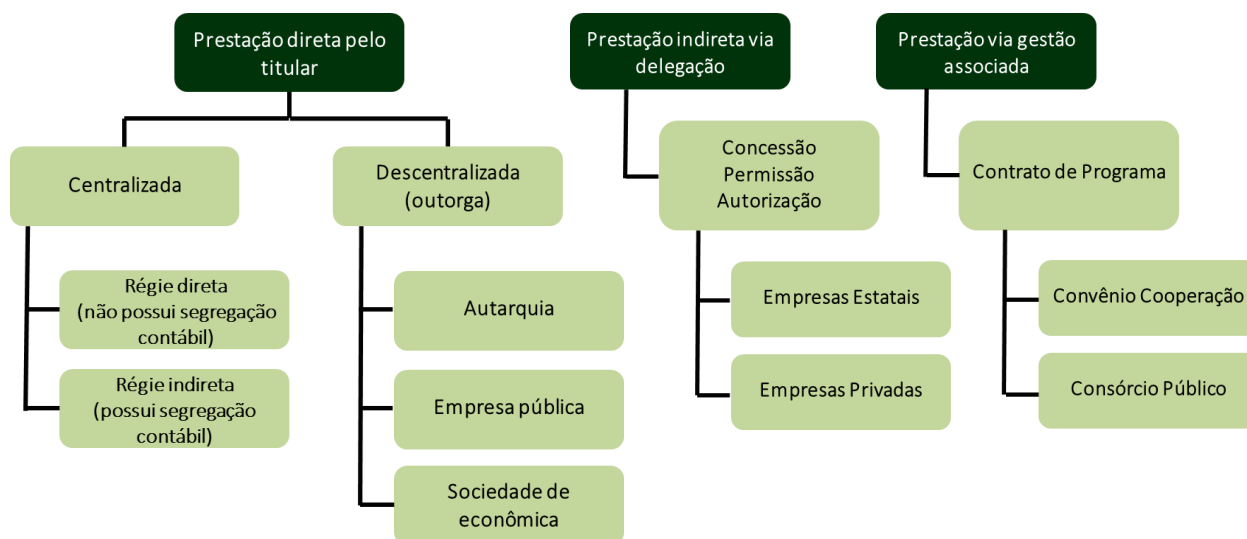 Prestação direta pelo
titular
Centralizada
Régie direta
(não possui segregação
contábil)
Régie indireta
(possui segregação
contábil)
Descentralizada
(outorga)
Autarquia
Empresa pública
Sociedade de
econômica
Prestação indireta via
delegação
Concessão
Permissão
Autorização
Empresas Estatais
Empresas Privadas
Prestação via gestão
associada
Contrato de Programa
Convênio Cooperação
Consórcio Público